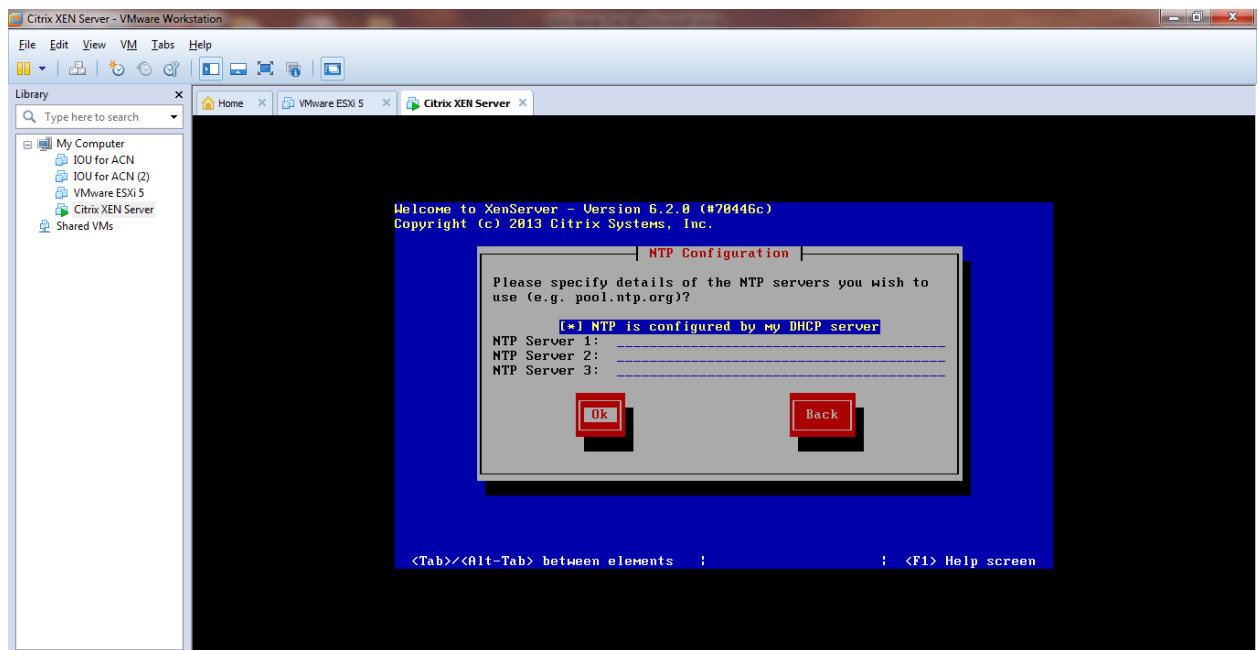 Citrix XEN Server - VMware Workstation
File Edit View VM Tabs Help
Library
Type here to search
My Computer
IOU for ACN
IOU for ACN (2)
VMware ESXi 5
Citrix XEN Server
Shared VMs
Home VMware ESXi 5 Citrix XEN Server
Welcome to XenServer - Version 6.2.0 (#70446c)
Copyright (c) 2013 Citrix Systems, Inc.
NTP Configuration
Please specify details of the NTP servers you wish to
use (e.g. pool.ntp.org)?
[*] NTP is configured by my DHCP server
NTP Server 1:
NTP Server 2:
NTP Server 3:
Ok Back
<Tab>/<Alt-Tab> between elements | | <F1> Help screen